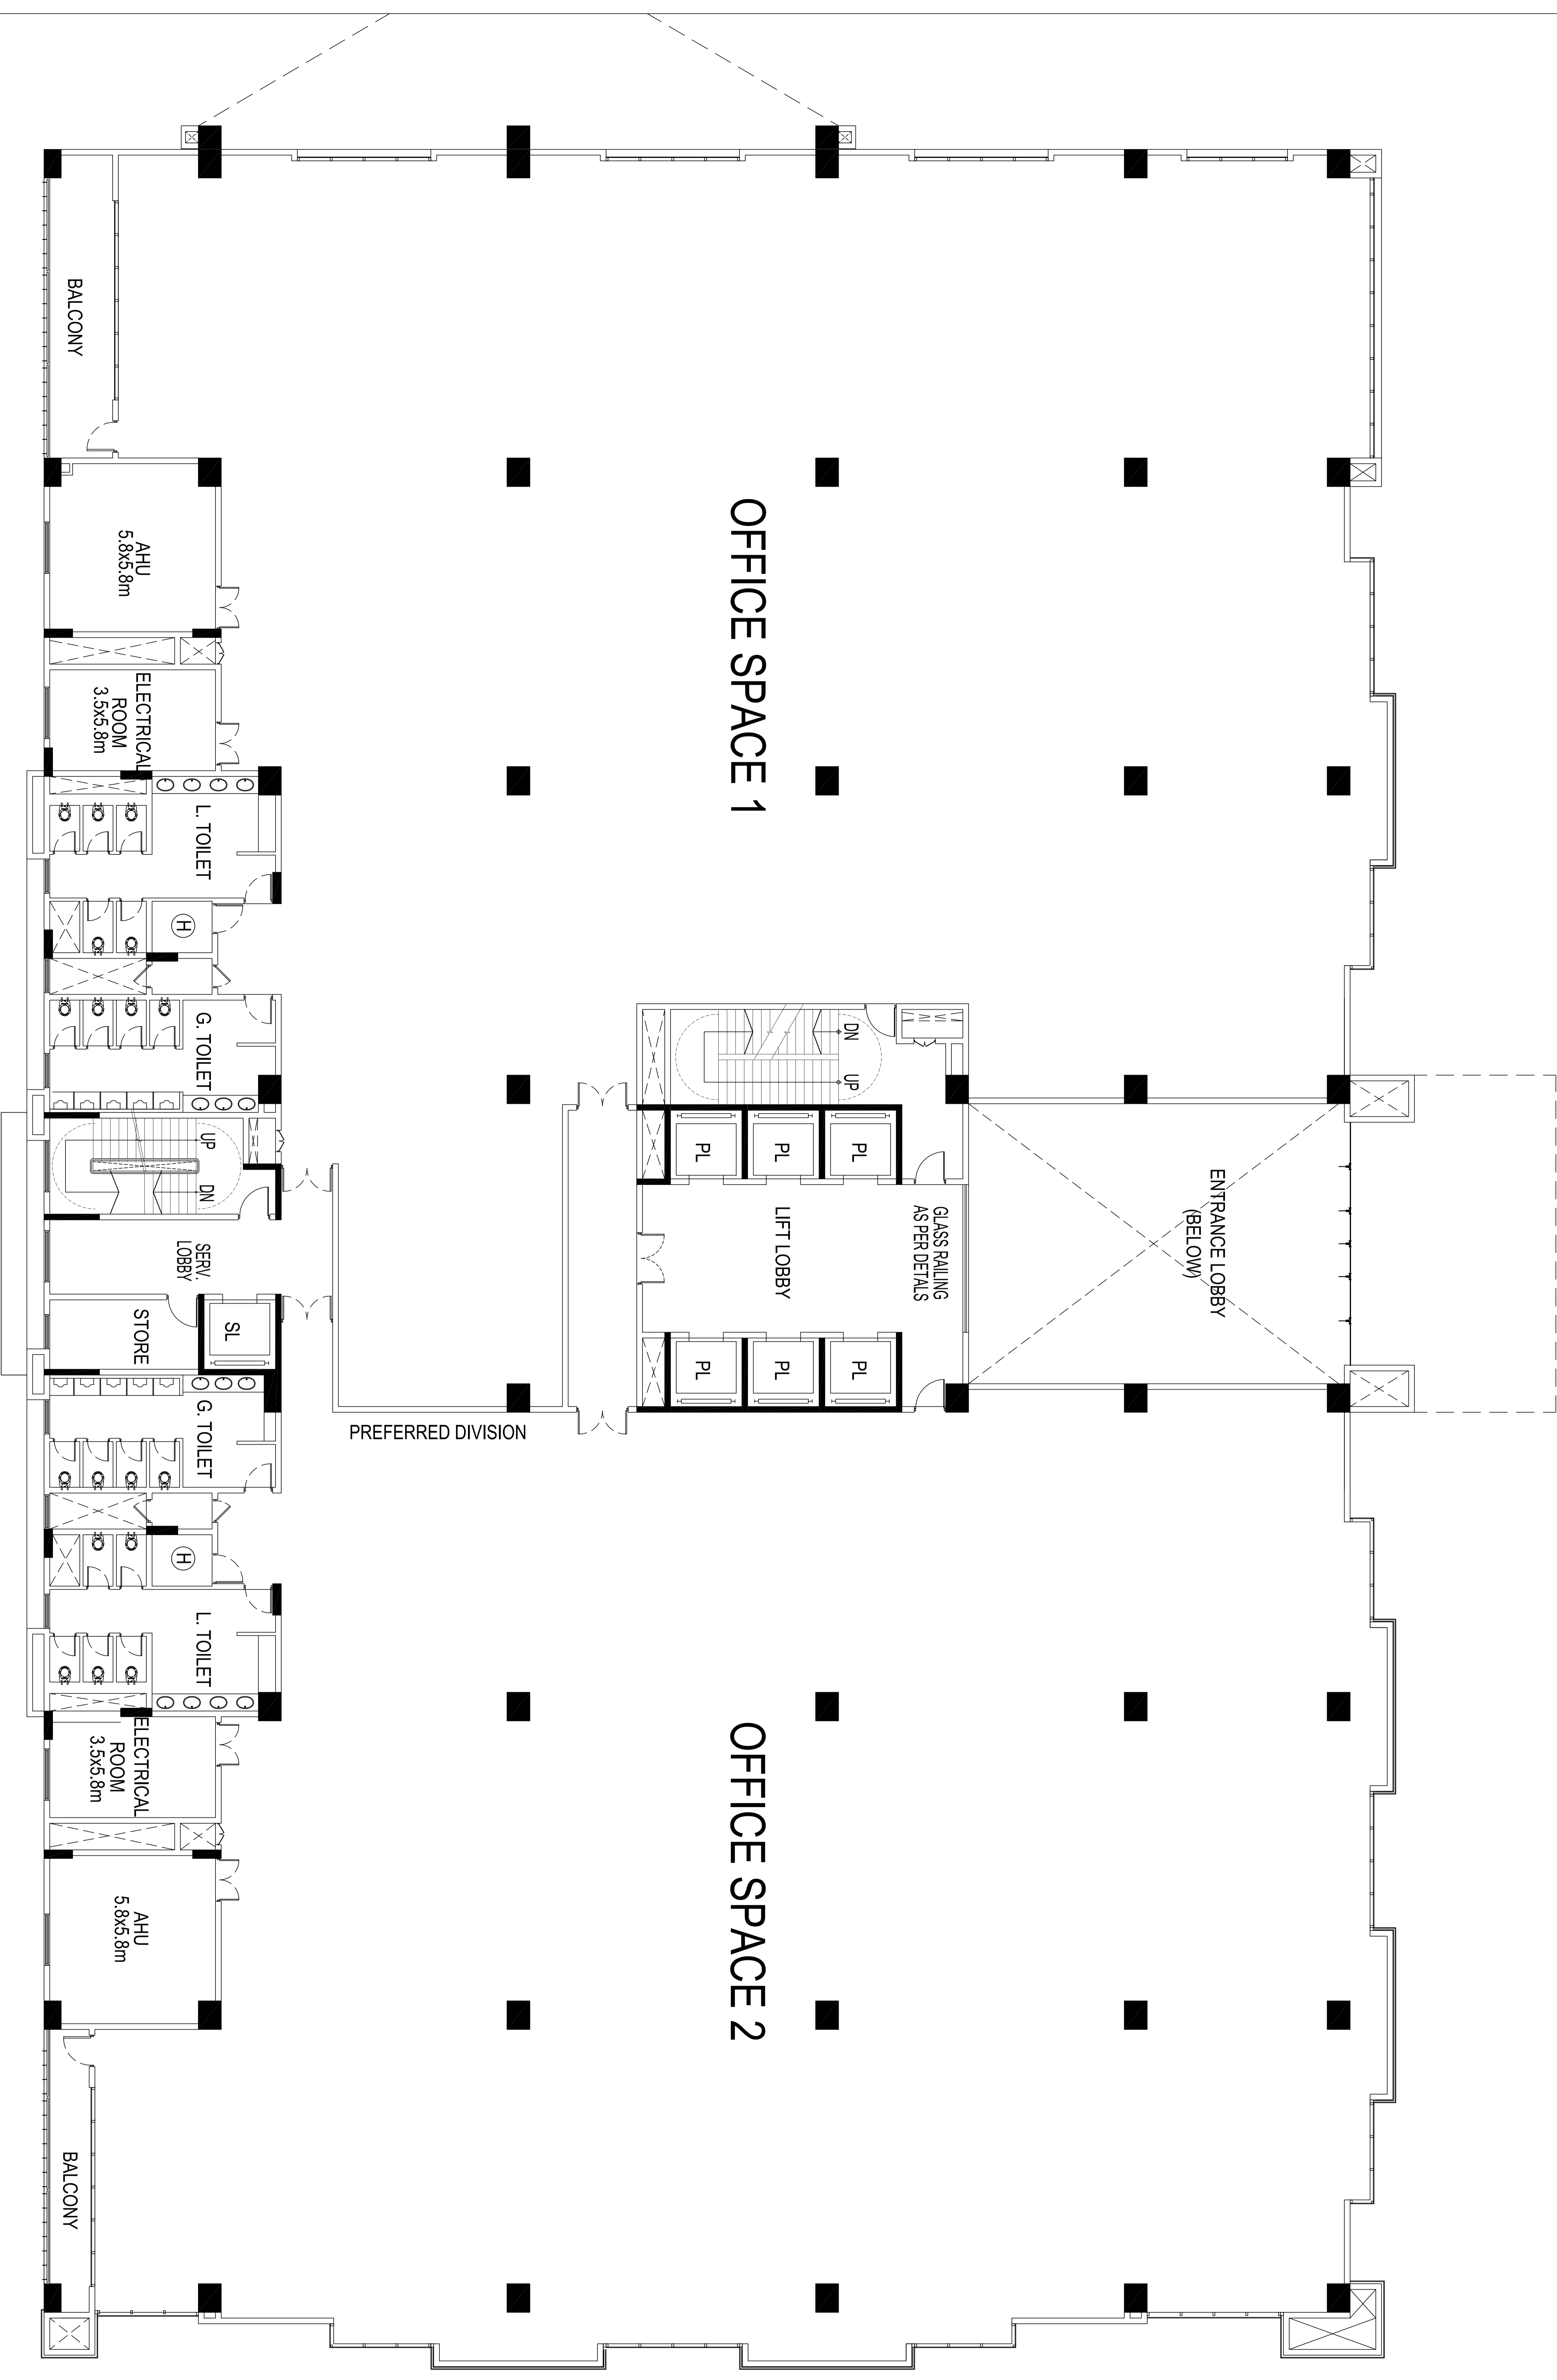 BALCONY
AHU
5.8x5.8m
ELECTRICAL
ROOM
3.5x5.8m
L. TOILET
H
G. TOILET
UP
DN
SERV.
LOBBY
STORE
SL
G. TOILET
H
L. TOILET
ELECTRICAL
ROOM
3.5x5.8m
AHU
5.8x5.8m
BALCONY
OFFICE SPACE 1
DN
UP
PL
PL
PL
LIFT LOBBY
GLASS RAILING
AS PER DETALS
ENTRANCE LOBBY
(BELOW)
PL
PL
PL
PREFERRED DIVISION
OFFICE SPACE 2